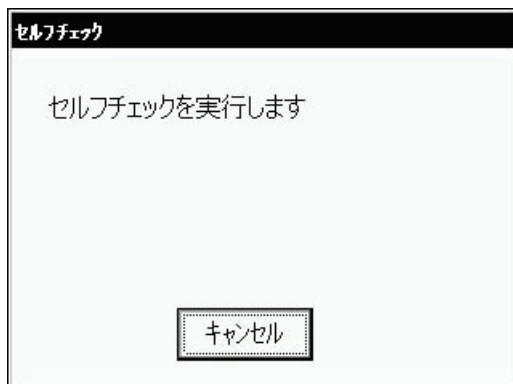 ｾﾙﾌﾁｪｯｸ
セルフチェックを実行します
キャンセル